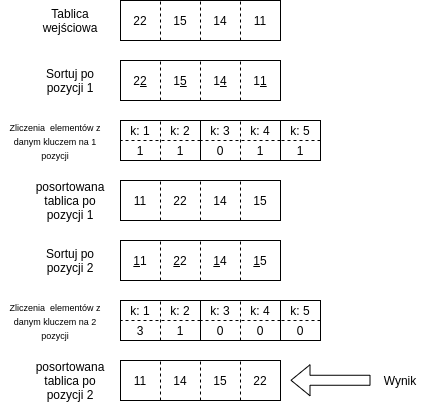 Tablica
wejściowa
22 15 14 11
Sortuj po
pozycji 1
22 15 14 11
Zliczenia elementów z
danym kluczem na 1
pozycji
k: 1 k: 2 k: 3 k: 4 k: 5
1 1 0 1 1
posortowana
tablica po
pozycji 1
11 22 14 15
Sortuj po
pozycji 2
11 22 14 15
Zliczenia elementów z
danym kluczem na 2
pozycji
k: 1 k: 2 k: 3 k: 4 k: 5
3 1 0 0 0
posortowana
tablica po
pozycji 2
11 14 15 22
Wynik